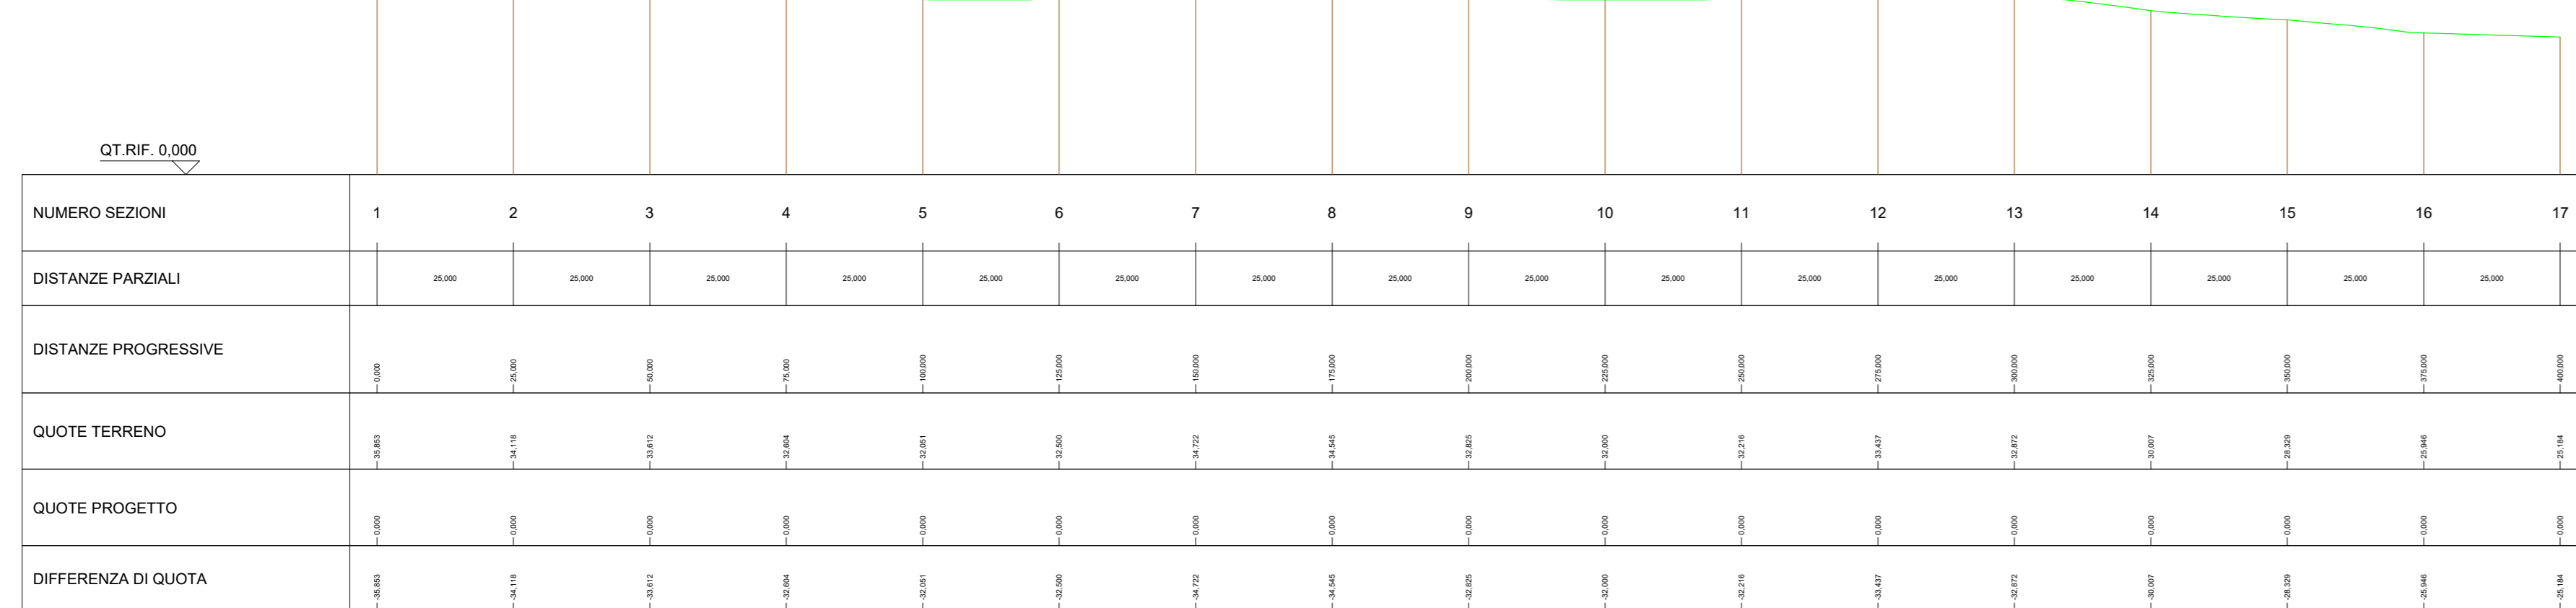 QT.RIF. 0,000
NUMERO SEZIONI 1 2 3 4 5 6 7 8 9 10 11 12 13 14 15 16 17
DISTANZE PARZIALI 25,000 25,000 25,000 25,000 25,000 25,000 25,000 25,000 25,000 25,000 25,000 25,000 25,000 25,000 25,000 25,000
DISTANZE PROGRESSIVE 0,000 25,000 50,000 75,000 100,000 125,000 150,000 175,000 200,000 225,000 250,000 275,000 300,000 325,000 350,000 375,000 400,000
QUOTE TERRENO 35,853 34,118 33,612 32,604 32,051 32,500 34,722 34,545 32,825 32,000 32,216 33,437 32,872 30,007 28,329 25,946 25,184
QUOTE PROGETTO 0,000 0,000 0,000 0,000 0,000 0,000 0,000 0,000 0,000 0,000 0,000 0,000 0,000 0,000 0,000 0,000 0,000
DIFFERENZA DI QUOTA -35,853 -34,118 -33,612 -32,604 -32,051 -32,500 -34,722 -34,545 -32,825 -32,000 -32,216 -33,437 -32,872 -30,007 -28,329 -25,946 -25,184